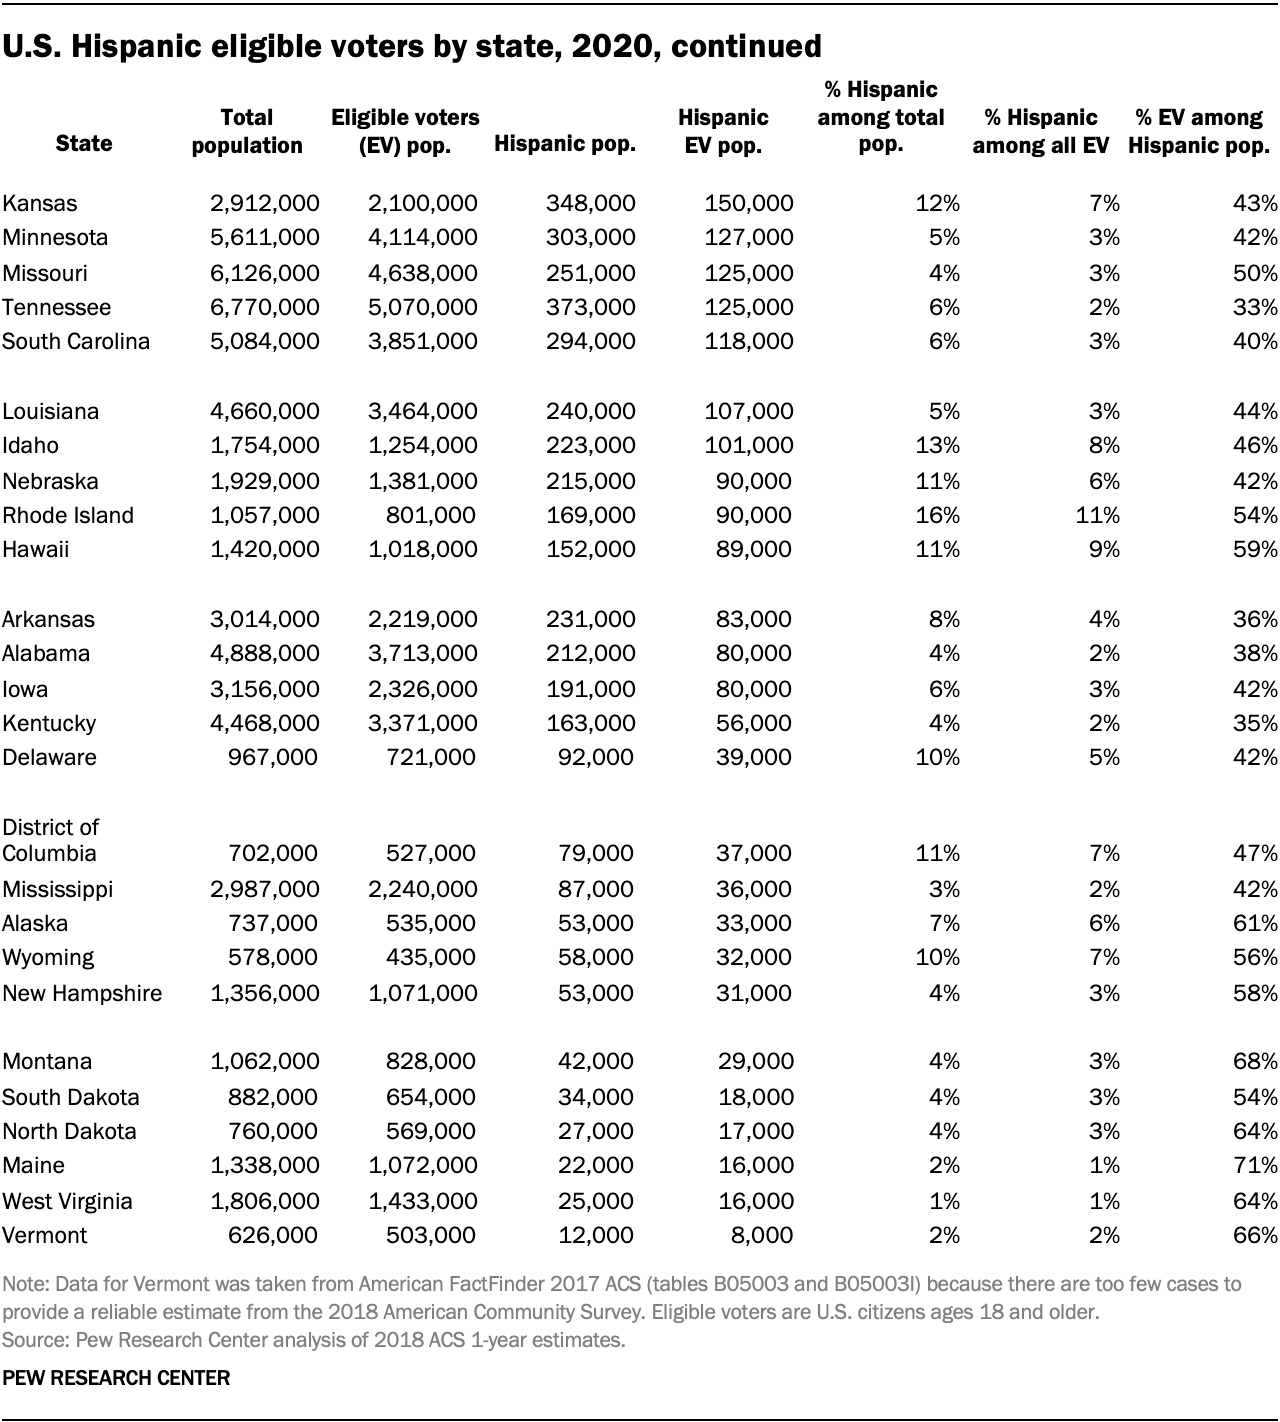 U.S. Hispanic eligible voters by state, 2020, continued
State Total population Eligible voters (EV) pop. Hispanic pop. Hispanic EV pop. % Hispanic among total pop. % Hispanic among all EV % EV among Hispanic pop.
Kansas 2,912,000 2,100,000 348,000 150,000 12% 7% 43%
Minnesota 5,611,000 4,114,000 303,000 127,000 5% 3% 42%
Missouri 6,126,000 4,638,000 251,000 125,000 4% 3% 50%
Tennessee 6,770,000 5,070,000 373,000 125,000 6% 2% 33%
South Carolina 5,084,000 3,851,000 294,000 118,000 6% 3% 40%
Louisiana 4,660,000 3,464,000 240,000 107,000 5% 3% 44%
Idaho 1,754,000 1,254,000 223,000 101,000 13% 8% 46%
Nebraska 1,929,000 1,381,000 215,000 90,000 11% 6% 42%
Rhode Island 1,057,000 801,000 169,000 90,000 16% 11% 54%
Hawaii 1,420,000 1,018,000 152,000 89,000 11% 9% 59%
Arkansas 3,014,000 2,219,000 231,000 83,000 8% 4% 36%
Alabama 4,888,000 3,713,000 212,000 80,000 4% 2% 38%
Iowa 3,156,000 2,326,000 191,000 80,000 6% 3% 42%
Kentucky 4,468,000 3,371,000 163,000 56,000 4% 2% 35%
Delaware 967,000 721,000 92,000 39,000 10% 5% 42%
District of
Columbia 702,000 527,000 79,000 37,000 11% 7% 47%
Mississippi 2,987,000 2,240,000 87,000 36,000 3% 2% 42%
Alaska 737,000 535,000 53,000 33,000 7% 6% 61%
Wyoming 578,000 435,000 58,000 32,000 10% 7% 56%
New Hampshire 1,356,000 1,071,000 53,000 31,000 4% 3% 58%
Montana 1,062,000 828,000 42,000 29,000 4% 3% 68%
South Dakota 882,000 654,000 34,000 18,000 4% 3% 54%
North Dakota 760,000 569,000 27,000 17,000 4% 3% 64%
Maine 1,338,000 1,072,000 22,000 16,000 2% 1% 71%
West Virginia 1,806,000 1,433,000 25,000 16,000 1% 1% 64%
Vermont 626,000 503,000 12,000 8,000 2% 2% 66%
Note: Data for Vermont was taken from American FactFinder 2017 ACS (tables B05003 and B05003I) because there are too few cases to
provide a reliable estimate from the 2018 American Community Survey. Eligible voters are U.S. citizens ages 18 and older.
Source: Pew Research Center analysis of 2018 ACS 1-year estimates.
PEW RESEARCH CENTER